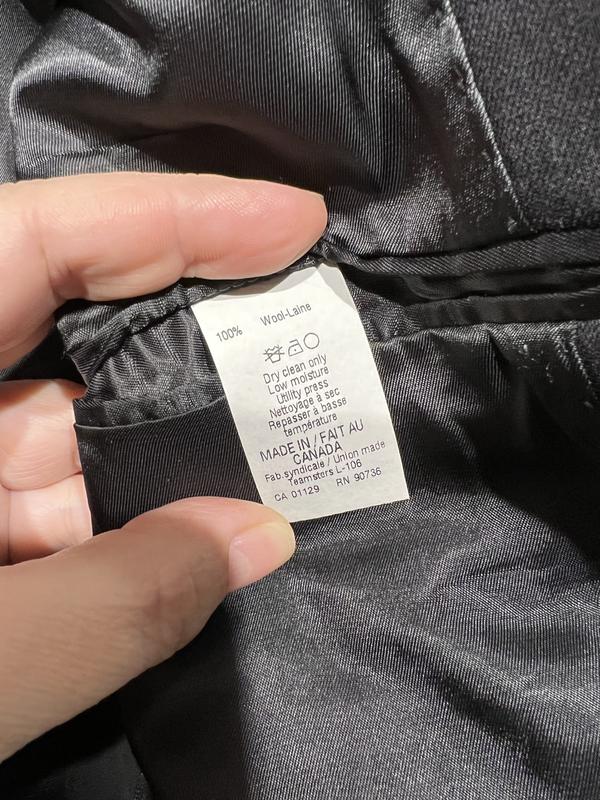 100% Wool-Laine
Dry clean only
Low moisture
Utility press
Nettoyage à sec
Repasser à basse
température
MADE IN / FAIT AU
CANADA
Fab.syndicale / Union made
Teamsters L-106
CA 01129 RN 90736